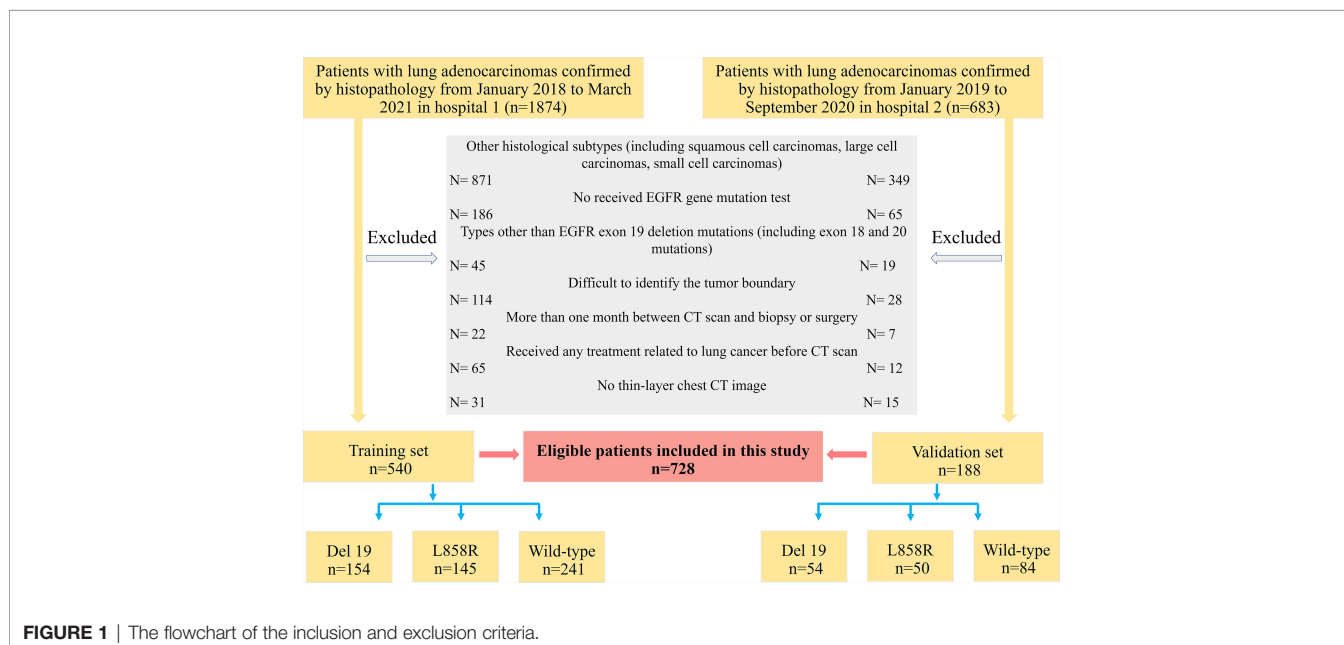 Patients with lung adenocarcinomas confirmed
by histopathology from January 2018 to March
2021 in hospital 1 (n=1874)
Patients with lung adenocarcinomas confirmed
by histopathology from January 2019 to
September 2020 in hospital 2 (n=683)
Other histological subtypes (including squamous cell carcinomas, large cell
carcinomas, small cell carcinomas)
N= 871
N= 349
No received EGFR gene mutation test
N= 186
N= 65
Excluded
Types other than EGFR exon 19 deletion mutations (including exon 18 and 20
mutations)
Excluded
N= 45
N= 19
Difficult to identify the tumor boundary
N= 114
N= 28
More than one month between CT scan and biopsy or surgery
N= 22
N= 7
Received any treatment related to lung cancer before CT scan
N= 65
N= 12
No thin-layer chest CT image
N= 31
N= 15
Training set
n=540
Eligible patients included in this study
n=728
Validation set
n=188
Del 19
n=154
L858R
n=145
Wild-type
n=241
Del 19
n=54
L858R
n=50
Wild-type
n=84
FIGURE 1 | The flowchart of the inclusion and exclusion criteria.